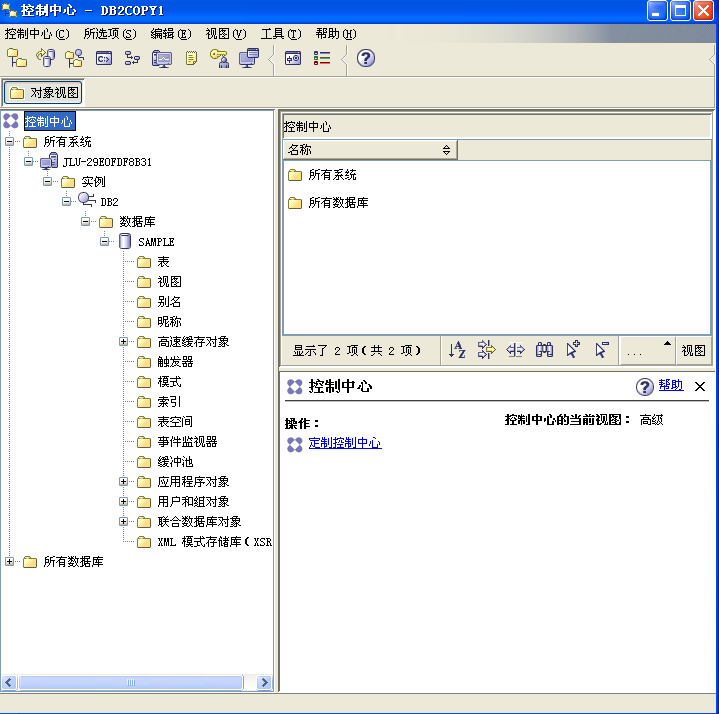 控制中心 - DB2COPY1
控制中心(C) 所选项(S) 编辑(E) 视图(V) 工具(T) 帮助(H)
对象视图
控制中心
所有系统
JLU-29E0FDF8B31
实例
DB2
数据库
SAMPLE
表
视图
别名
昵称
高速缓存对象
触发器
模式
索引
表空间
事件监视器
缓冲池
应用程序对象
用户和组对象
联合数据库对象
XML 模式存储库(XSR
所有数据库
控制中心
名称
所有系统
所有数据库
显示了 2 项(共 2 项)
... 视图
控制中心
帮助
操作：
控制中心的当前视图： 高级
定制控制中心